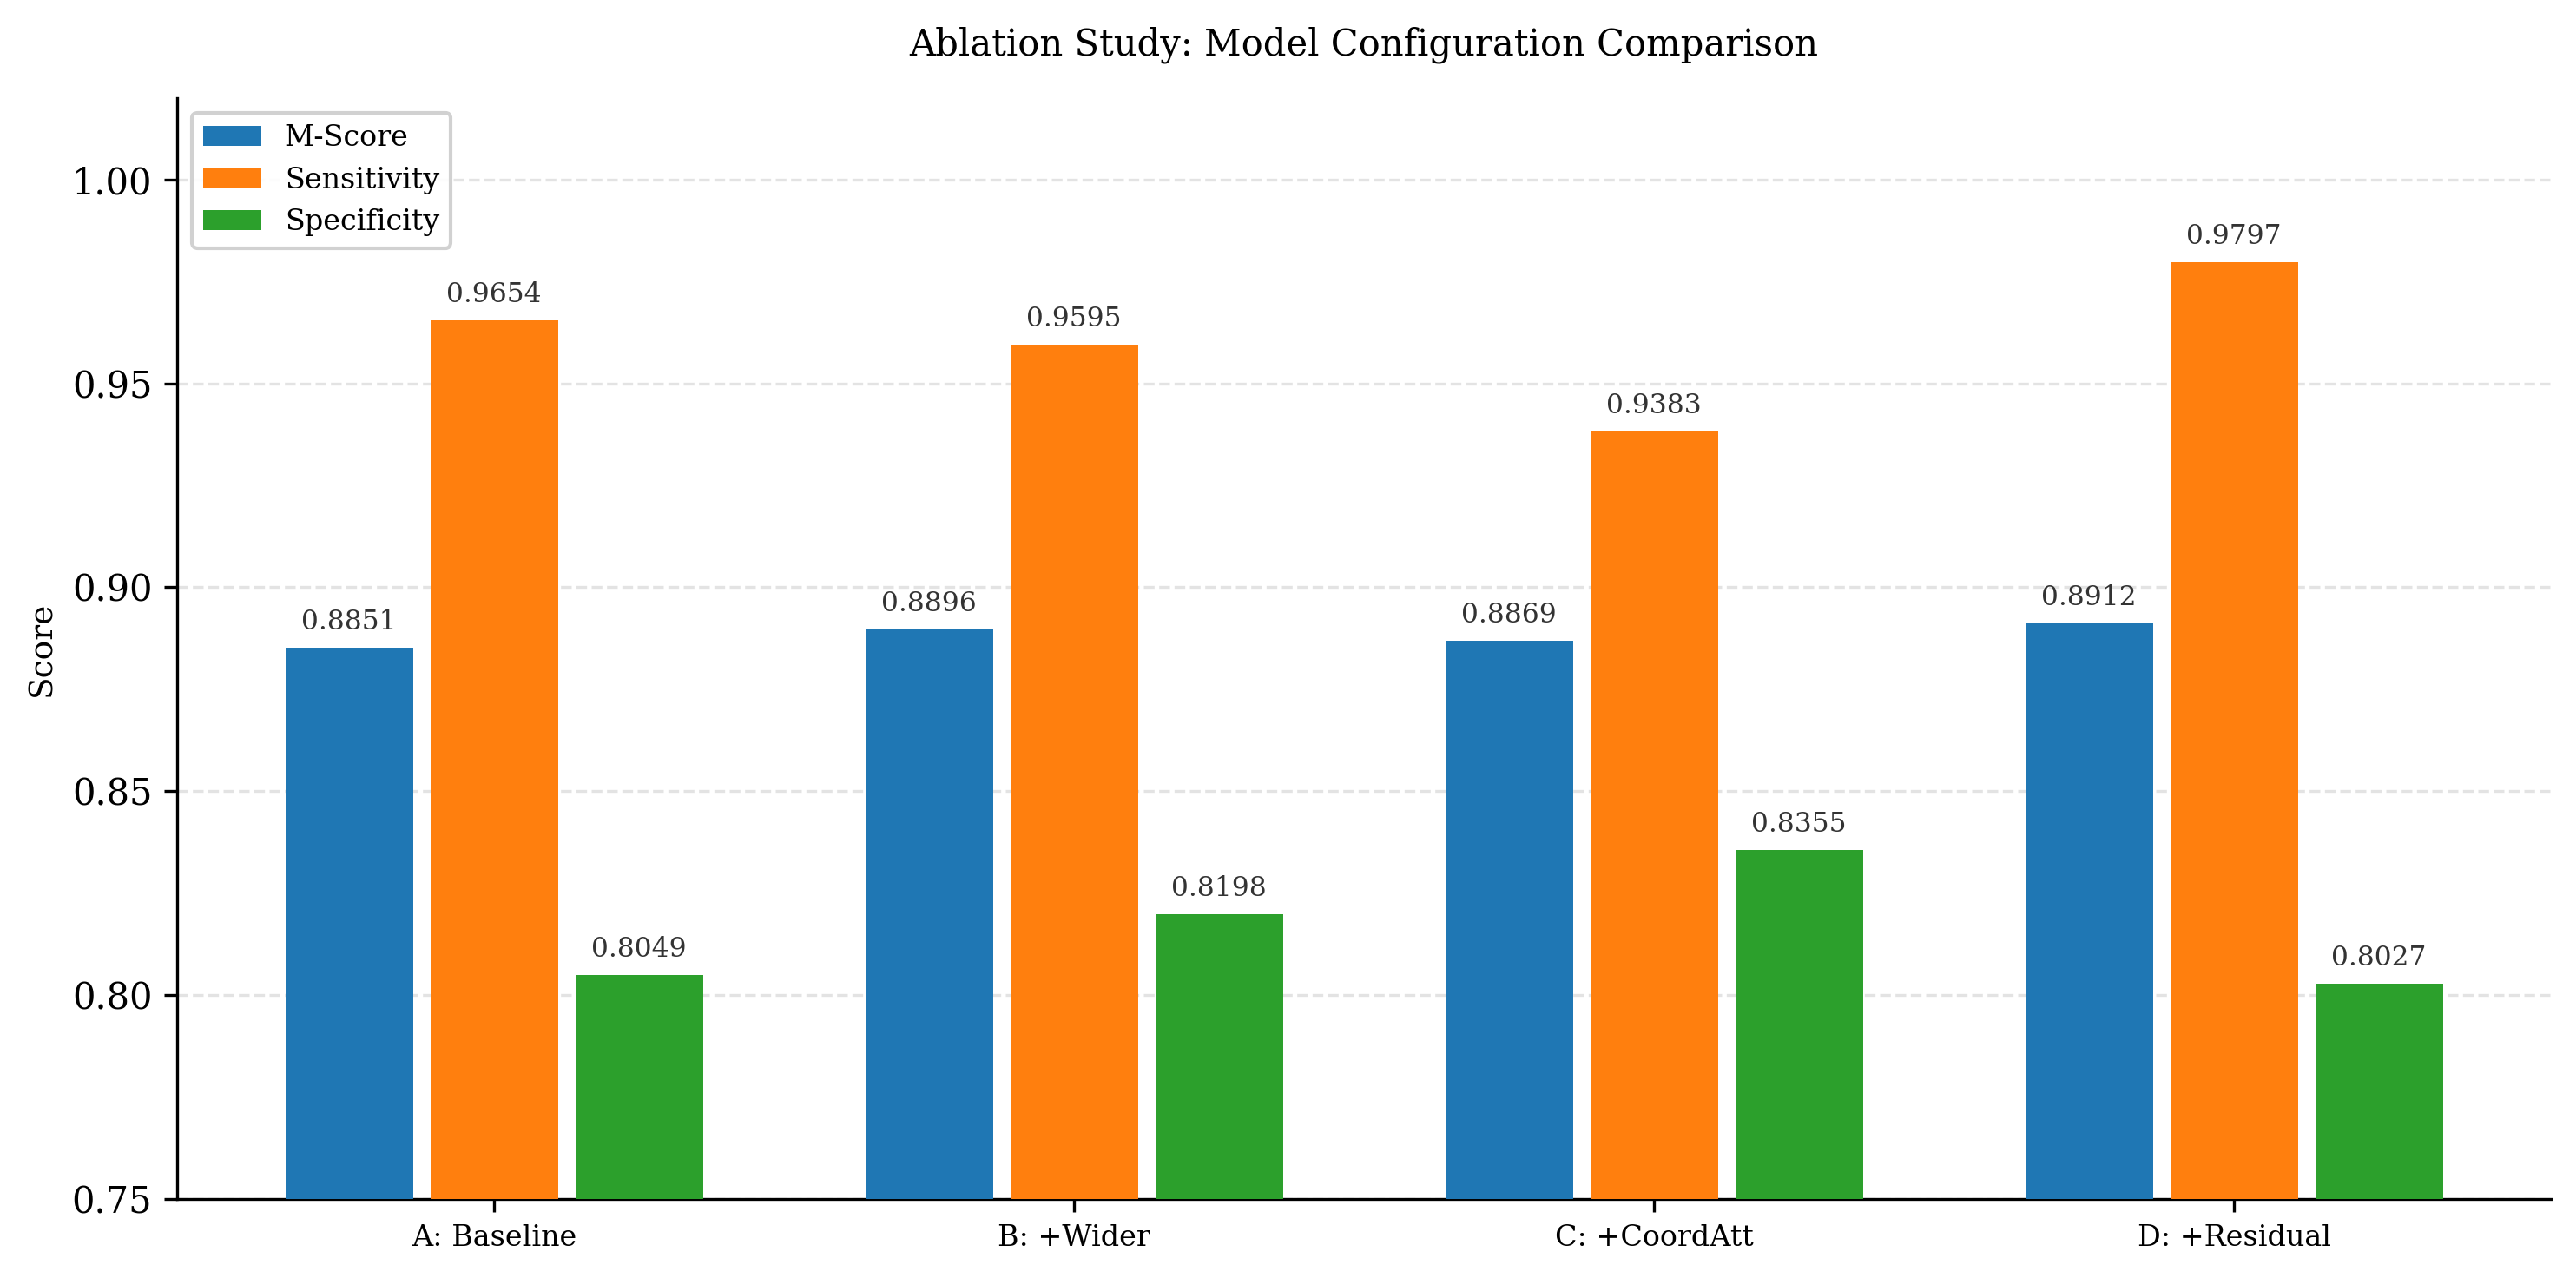 Ablation Study: Model Configuration Comparison
M-Score
Sensitivity
Specificity
Score
1.00
0.95
0.90
0.85
0.80
0.75
0.8851
0.9654
0.8049
0.8896
0.9595
0.8198
0.8869
0.9383
0.8355
0.8912
0.9797
0.8027
A: Baseline
B: +Wider
C: +CoordAtt
D: +Residual